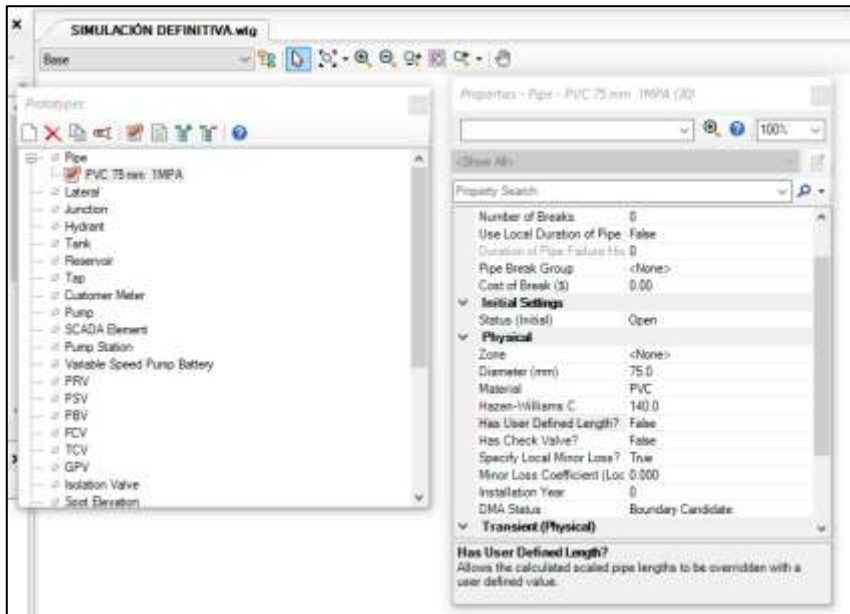 SIMULACIÓN DEFINITIVA.wtg
Base
Prototypes
Pipe
PVC 75 mm 1MPA
Lateral
Junction
Hydrant
Tank
Reservoir
Tap
Customer Meter
Pump
SCADA Element
Pump Station
Variable Speed Pump Battery
PRV
PSV
PBV
FCV
TCV
GPV
Isolation Valve
Spot Elevation
Properties - Pipe - PVC 75 mm 1MPA (30)
100%
<Show All>
Property Search
Number of Breaks 0
Use Local Duration of Pipe False
Duration of Pipe Failure His 0
Pipe Break Group <None>
Cost of Break ($) 0.00
Initial Settings
Status (Initial) Open
Physical
Zone <None>
Diameter (mm) 75.0
Material PVC
Hazen-Williams C 140.0
Has User Defined Length? False
Has Check Valve? False
Specify Local Minor Loss? True
Minor Loss Coefficient (Loc 0.000
Installation Year 0
DMA Status Boundary Candidate
Transient (Physical)
Has User Defined Length?
Allows the calculated scaled pipe lengths to be overridden with a
user defined value.